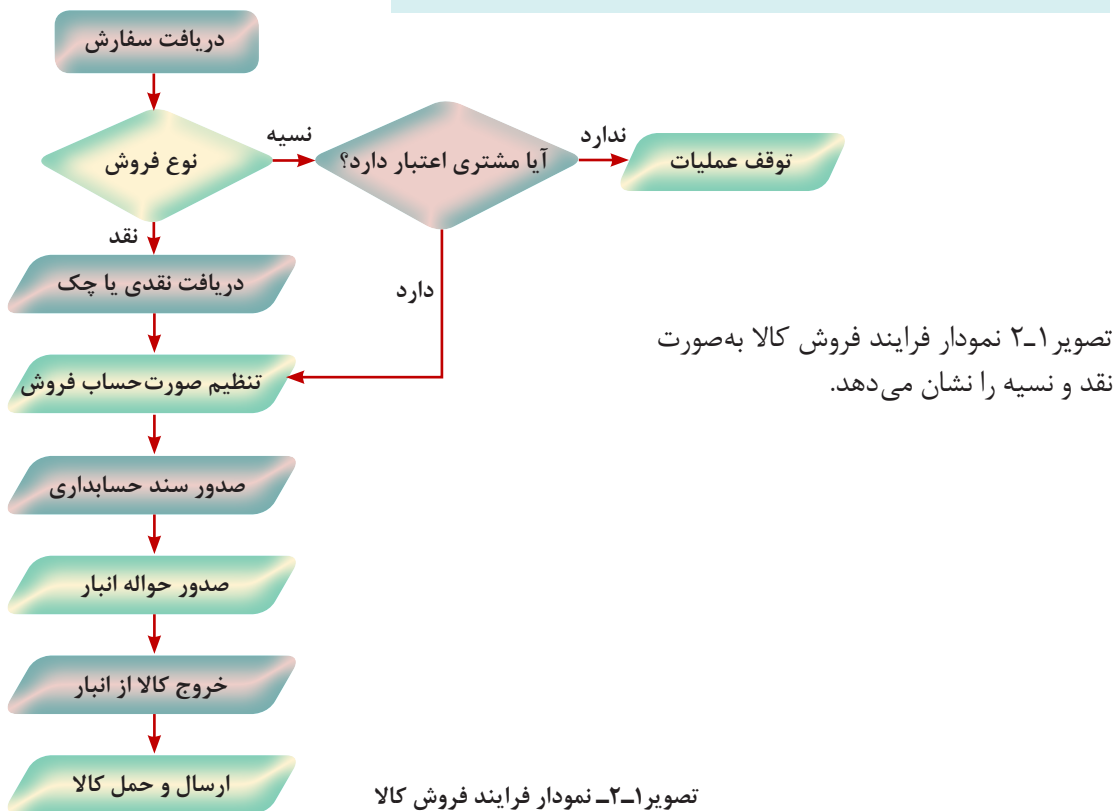 دریافت سفارش
نوع فروش
نسیه
آیا مشتری اعتبار دارد؟
ندارد
توقف عملیات
نقد
دارد
دریافت نقدی یا چک
تنظیم صورت‌حساب فروش
صدور سند حسابداری
صدور حواله انبار
خروج کالا از انبار
ارسال و حمل کالا
تصویر۱ـ۲ نمودار فرایند فروش کالا به‌صورت
نقد و نسیه را نشان می‌دهد.
تصویر۱ـ۲ـ نمودار فرایند فروش کالا